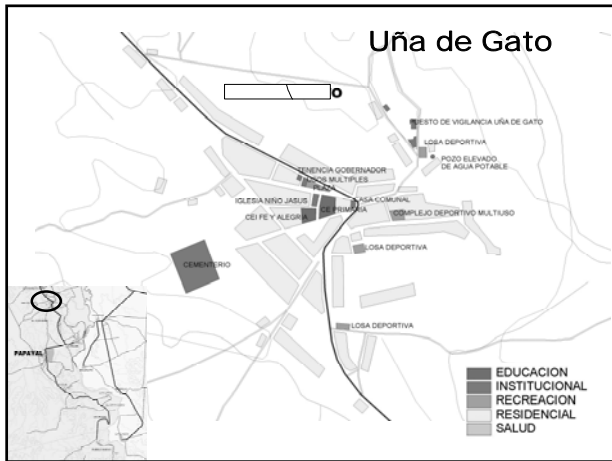 Uña de Gato
o
PUESTO DE VIGILANCIA UÑA DE GATO
LOSA DEPORTIVA
POZO ELEVADO
DE AGUA POTABLE
TENENCIA GOBERNADOR
USOS MULTIPLES
PLAZA
IGLESIA NIÑO JASUS
CASA COMUNAL
CE PRIMARIA
CEI FE Y ALEGRIA
COMPLEJO DEPORTIVO MULTIUSO
LOSA DEPORTIVA
CEMENTERIO
LOSA DEPORTIVA
PAPAYAL
EDUCACION
INSTITUCIONAL
RECREACION
RESIDENCIAL
SALUD